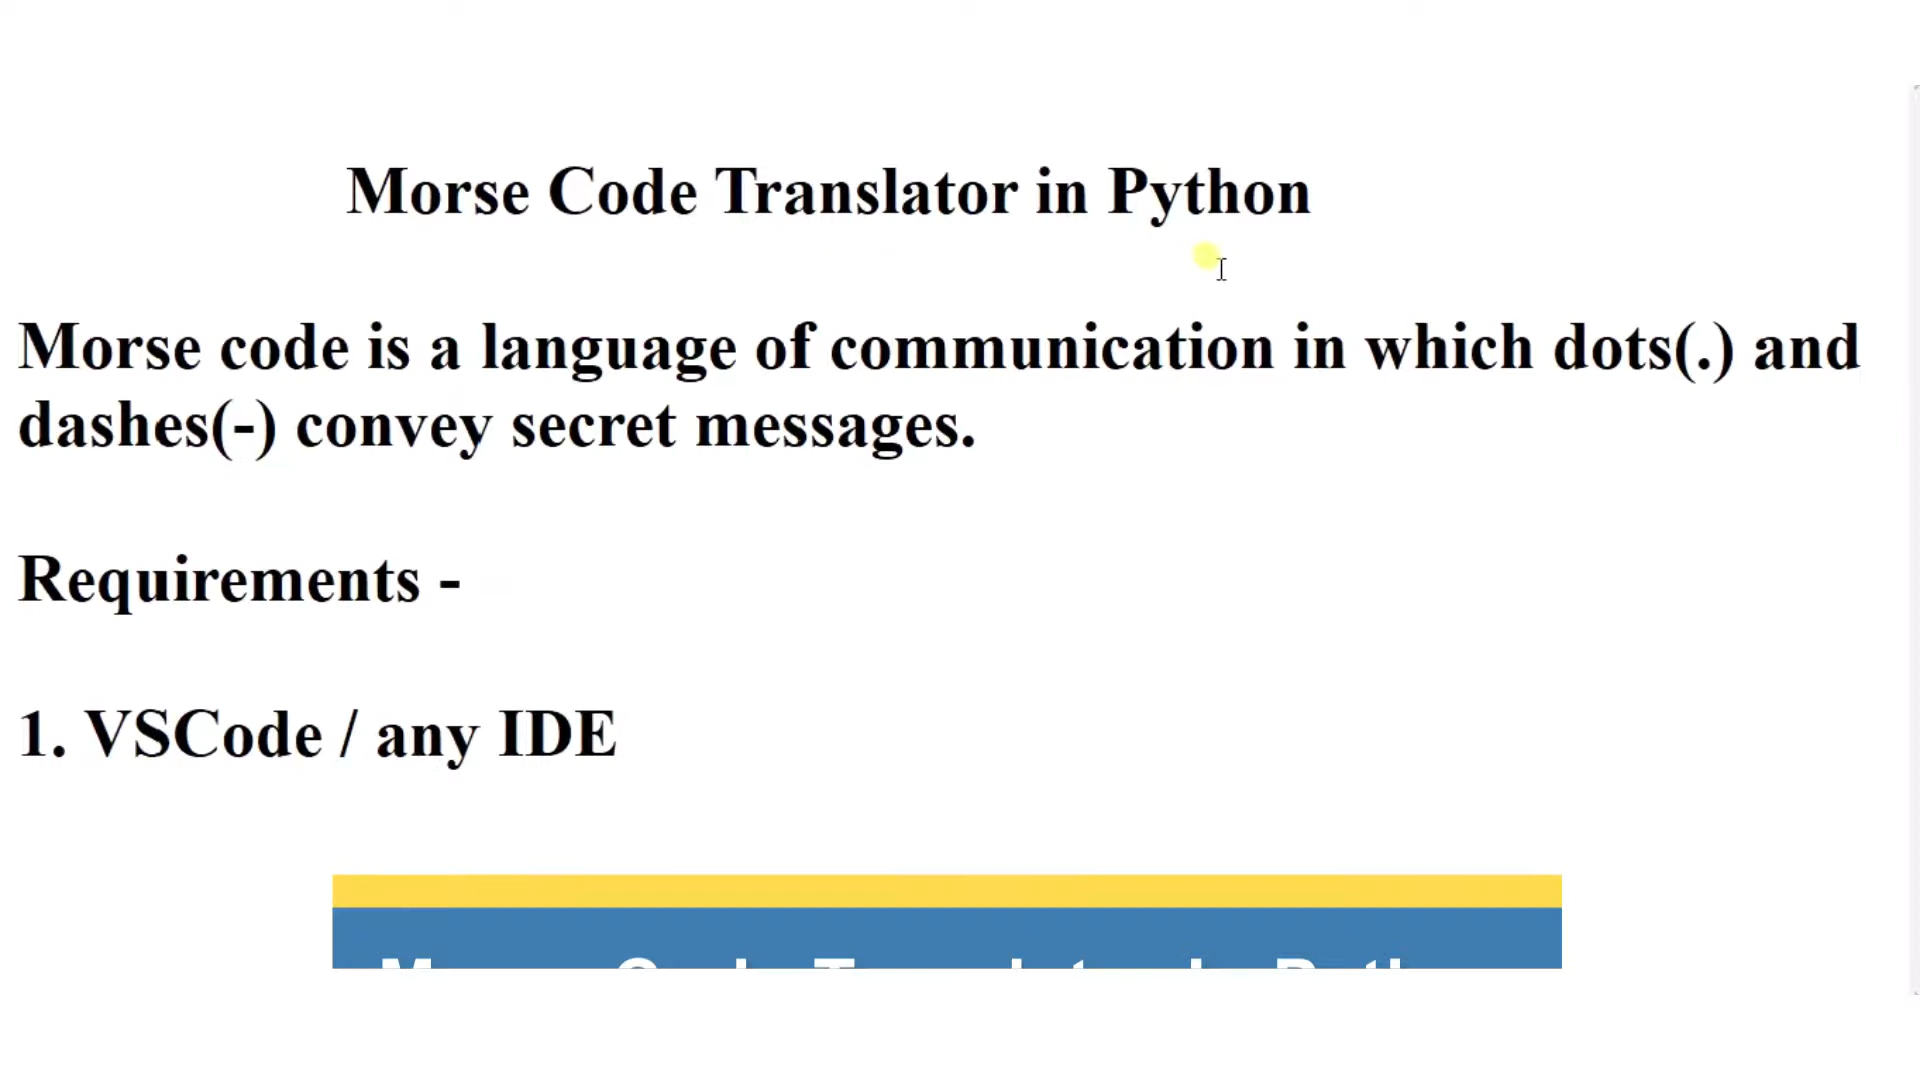 Morse Code Translator in Python
Morse code is a language of communication in which dots(.) and
dashes(-) convey secret messages.
Requirements -
1. VSCode / any IDE